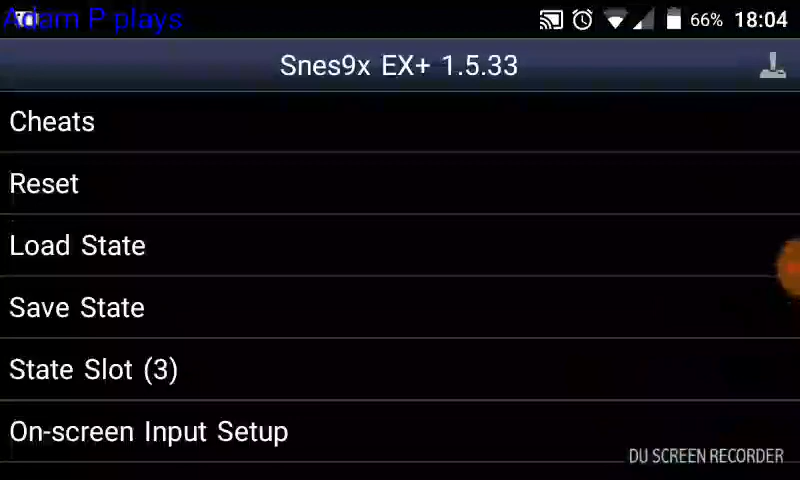 Adam P plays
66% 18:04
Snes9x EX+ 1.5.33
Cheats
Reset
Load State
Save State
State Slot (3)
On-screen Input Setup
DU SCREEN RECORDER